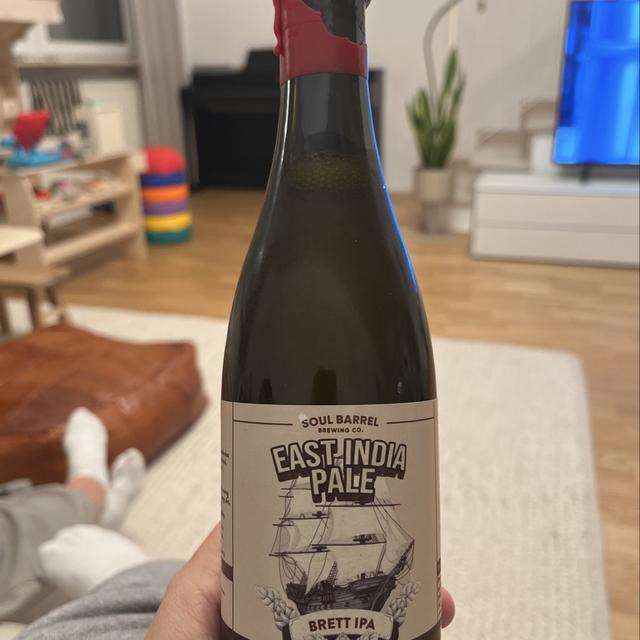 SOUL BARREL
BREWING CO.
EAST INDIA
PALE
BRETT IPA